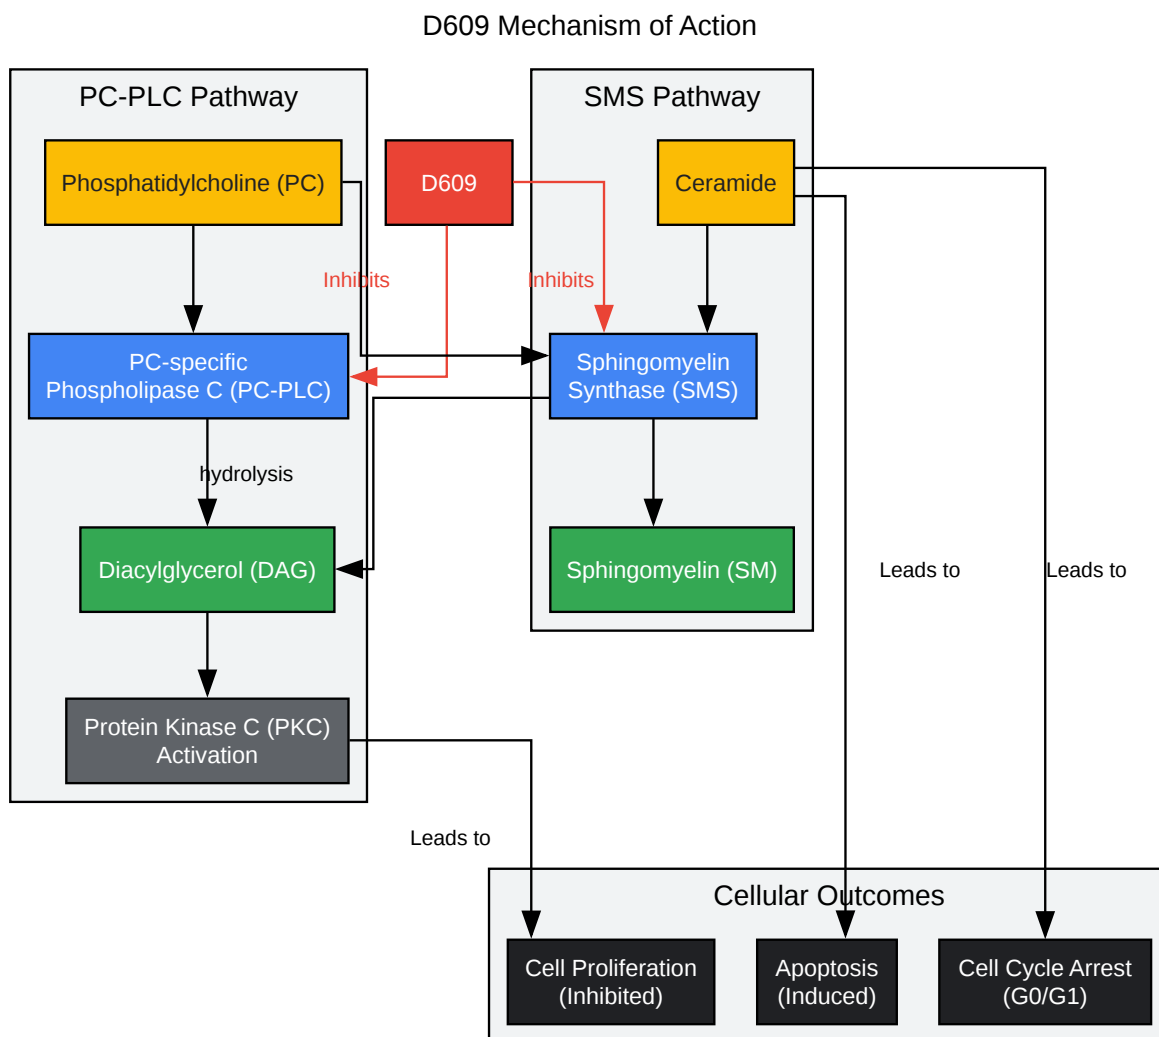 D609 Mechanism of Action
PC-PLC Pathway
SMS Pathway
Phosphatidylcholine (PC)
D609
Ceramide
Inhibits
Inhibits
PC-specific
Phospholipase C (PC-PLC)
Sphingomyelin
Synthase (SMS)
hydrolysis
Diacylglycerol (DAG)
Sphingomyelin (SM)
Leads to
Leads to
Protein Kinase C (PKC)
Activation
Leads to
Cellular Outcomes
Cell Proliferation
(Inhibited)
Apoptosis
(Induced)
Cell Cycle Arrest
(G0/G1)